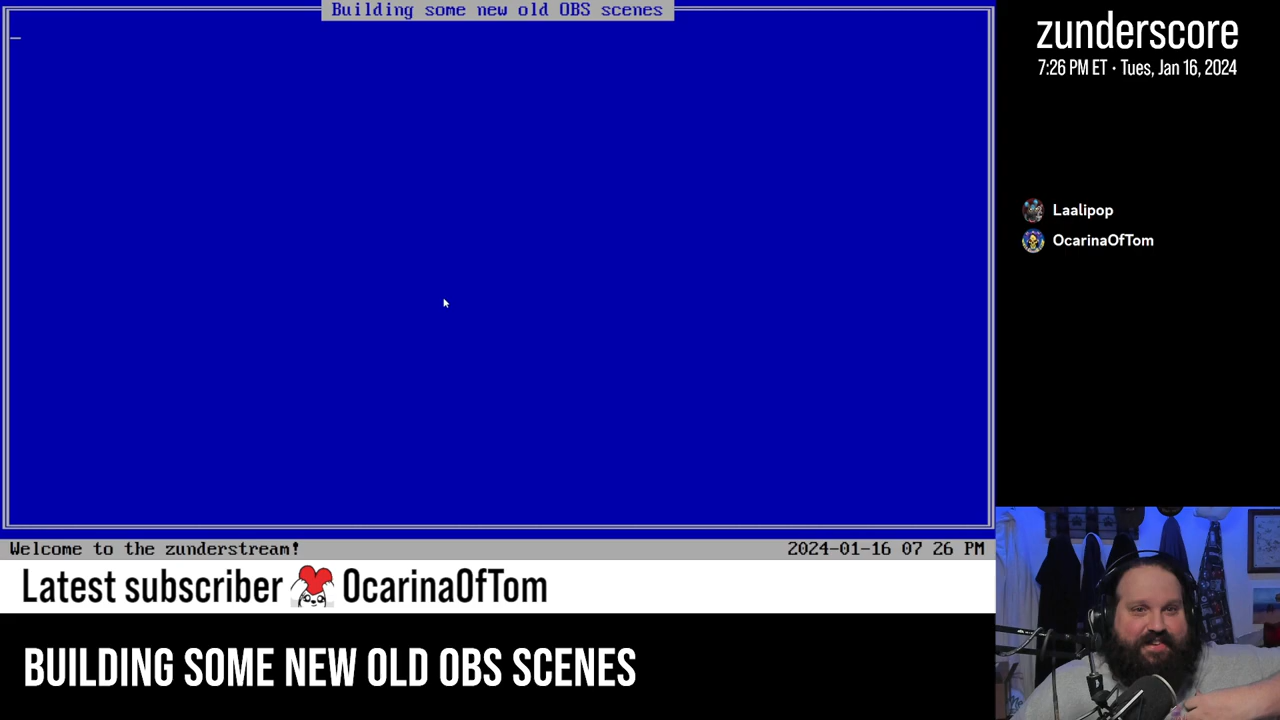 Building some new old OBS scenes
zunderscore
7:26 PM ET · Tues, Jan 16, 2024
Laalipop
OcarinaOfTom
Welcome to the zunderstream!
2024-01-16 07 26 PM
Latest subscriber OcarinaOfTom
BUILDING SOME NEW OLD OBS SCENES